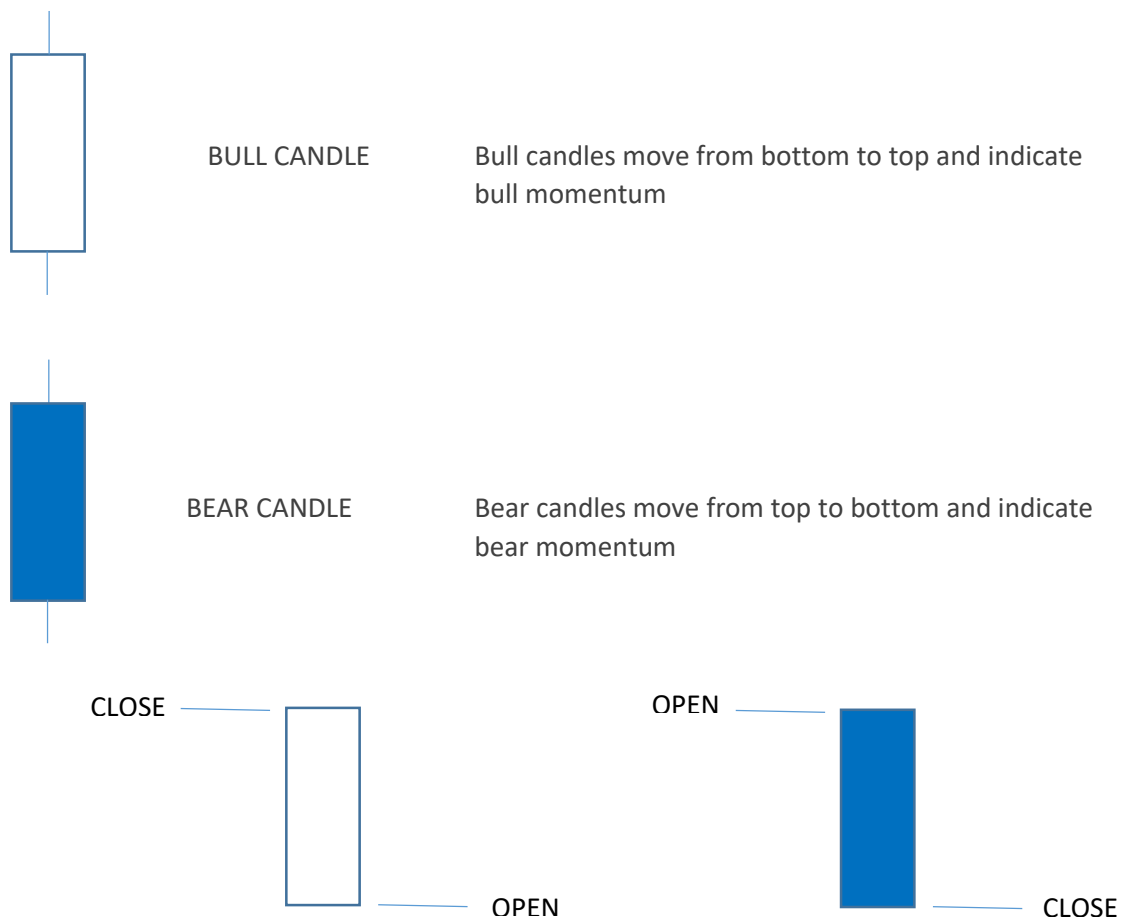 BULL CANDLE
Bull candles move from bottom to top and indicate
bull momentum
BEAR CANDLE
Bear candles move from top to bottom and indicate
bear momentum
CLOSE
OPEN
OPEN
CLOSE